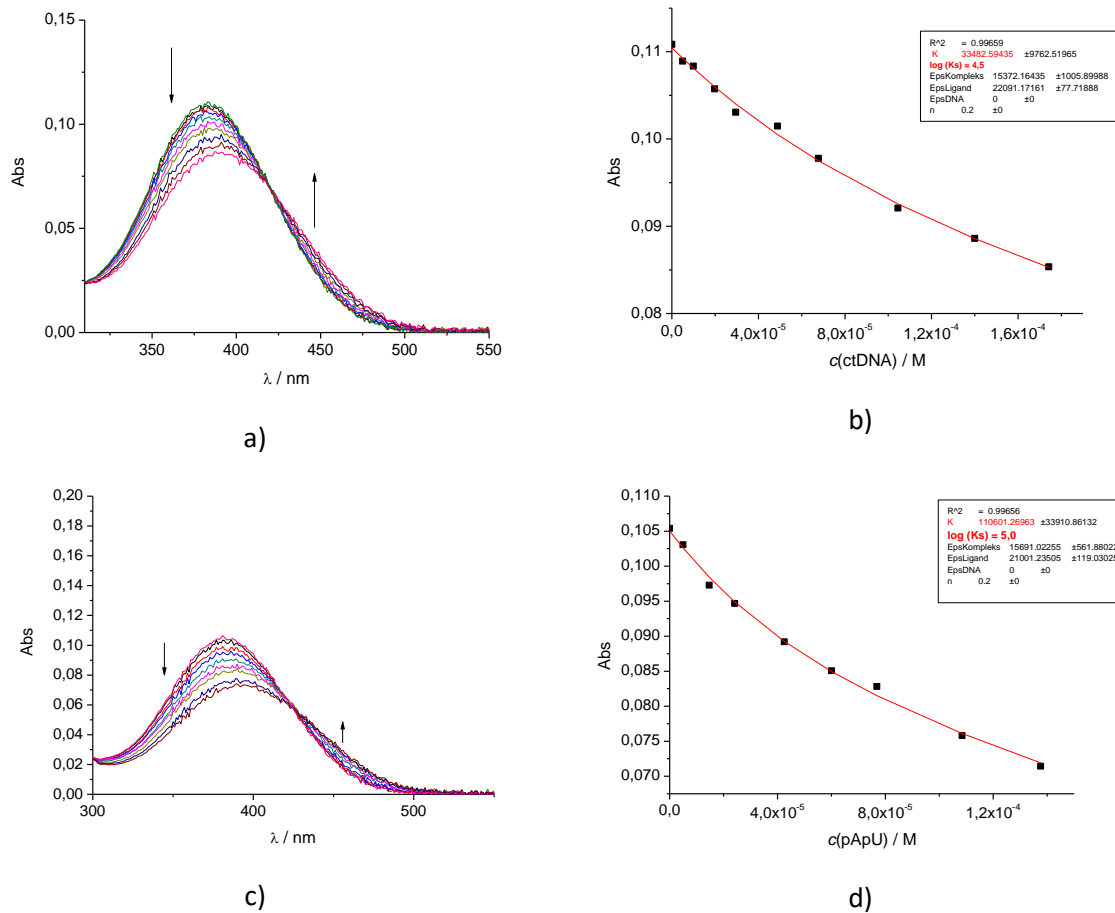 0,15
0,10
0,05
0,00
Abs
350 400 450 500 550
λ / nm
a)
0,11
0,10
0,09
0,08
Abs
R^2 = 0.99659
K 33482.59435 ±9762.51965
log (Ks) = 4,5
EpsKompleks 15372.16435 ±1005.89988
EpsLigand 22091.17161 ±77.71888
EpsDNA 0 ±0
n 0.2 ±0
0,0 4,0x10⁻⁵ 8,0x10⁻⁵ 1,2x10⁻⁴ 1,6x10⁻⁴
c(ctDNA) / M
b)
0,20
0,18
0,16
0,14
0,12
0,10
0,08
0,06
0,04
0,02
0,00
Abs
300 400 500
λ / nm
c)
0,110
0,105
0,100
0,095
0,090
0,085
0,080
0,075
0,070
Abs
R^2 = 0.99656
K 110601.26963 ±33910.86132
log (Ks) = 5,0
EpsKompleks 15691.02255 ±561.88022
EpsLigand 21001.23505 ±119.03025
EpsDNA 0 ±0
n 0.2 ±0
0,0 4,0x10⁻⁵ 8,0x10⁻⁵ 1,2x10⁻⁴
c(pApU) / M
d)